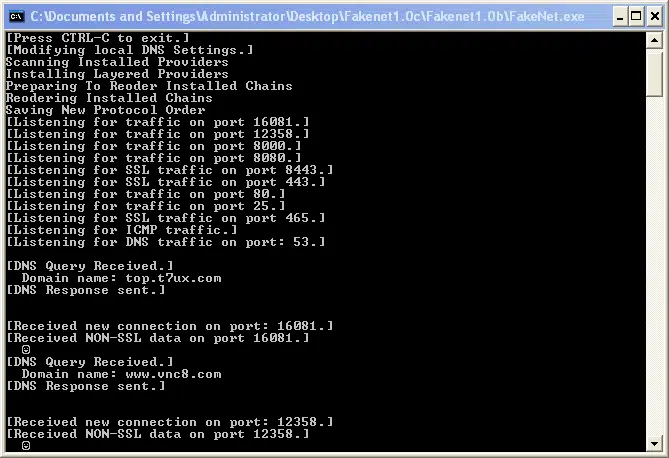 C:\Documents and Settings\Administrator\Desktop\Fakenet1.0c\Fakenet1.0b\FakeNet.exe
[Press CTRL-C to exit.]
[Modifying local DNS Settings.]
Scanning Installed Providers
Installing Layered Providers
Preparing To Reoder Installed Chains
Reodering Installed Chains
Saving New Protocol Order
[Listening for traffic on port 16081.]
[Listening for traffic on port 12358.]
[Listening for traffic on port 8000.]
[Listening for traffic on port 8080.]
[Listening for SSL traffic on port 8443.]
[Listening for SSL traffic on port 443.]
[Listening for traffic on port 80.]
[Listening for traffic on port 25.]
[Listening for SSL traffic on port 465.]
[Listening for ICMP traffic.]
[Listening for DNS traffic on port: 53.]
[DNS Query Received.]
Domain name: top.t7ux.com
[DNS Response sent.]
[Received new connection on port: 16081.]
[Received NON-SSL data on port 16081.]
☺
[DNS Query Received.]
Domain name: www.vnc8.com
[DNS Response sent.]
[Received new connection on port: 12358.]
[Received NON-SSL data on port 12358.]
☺